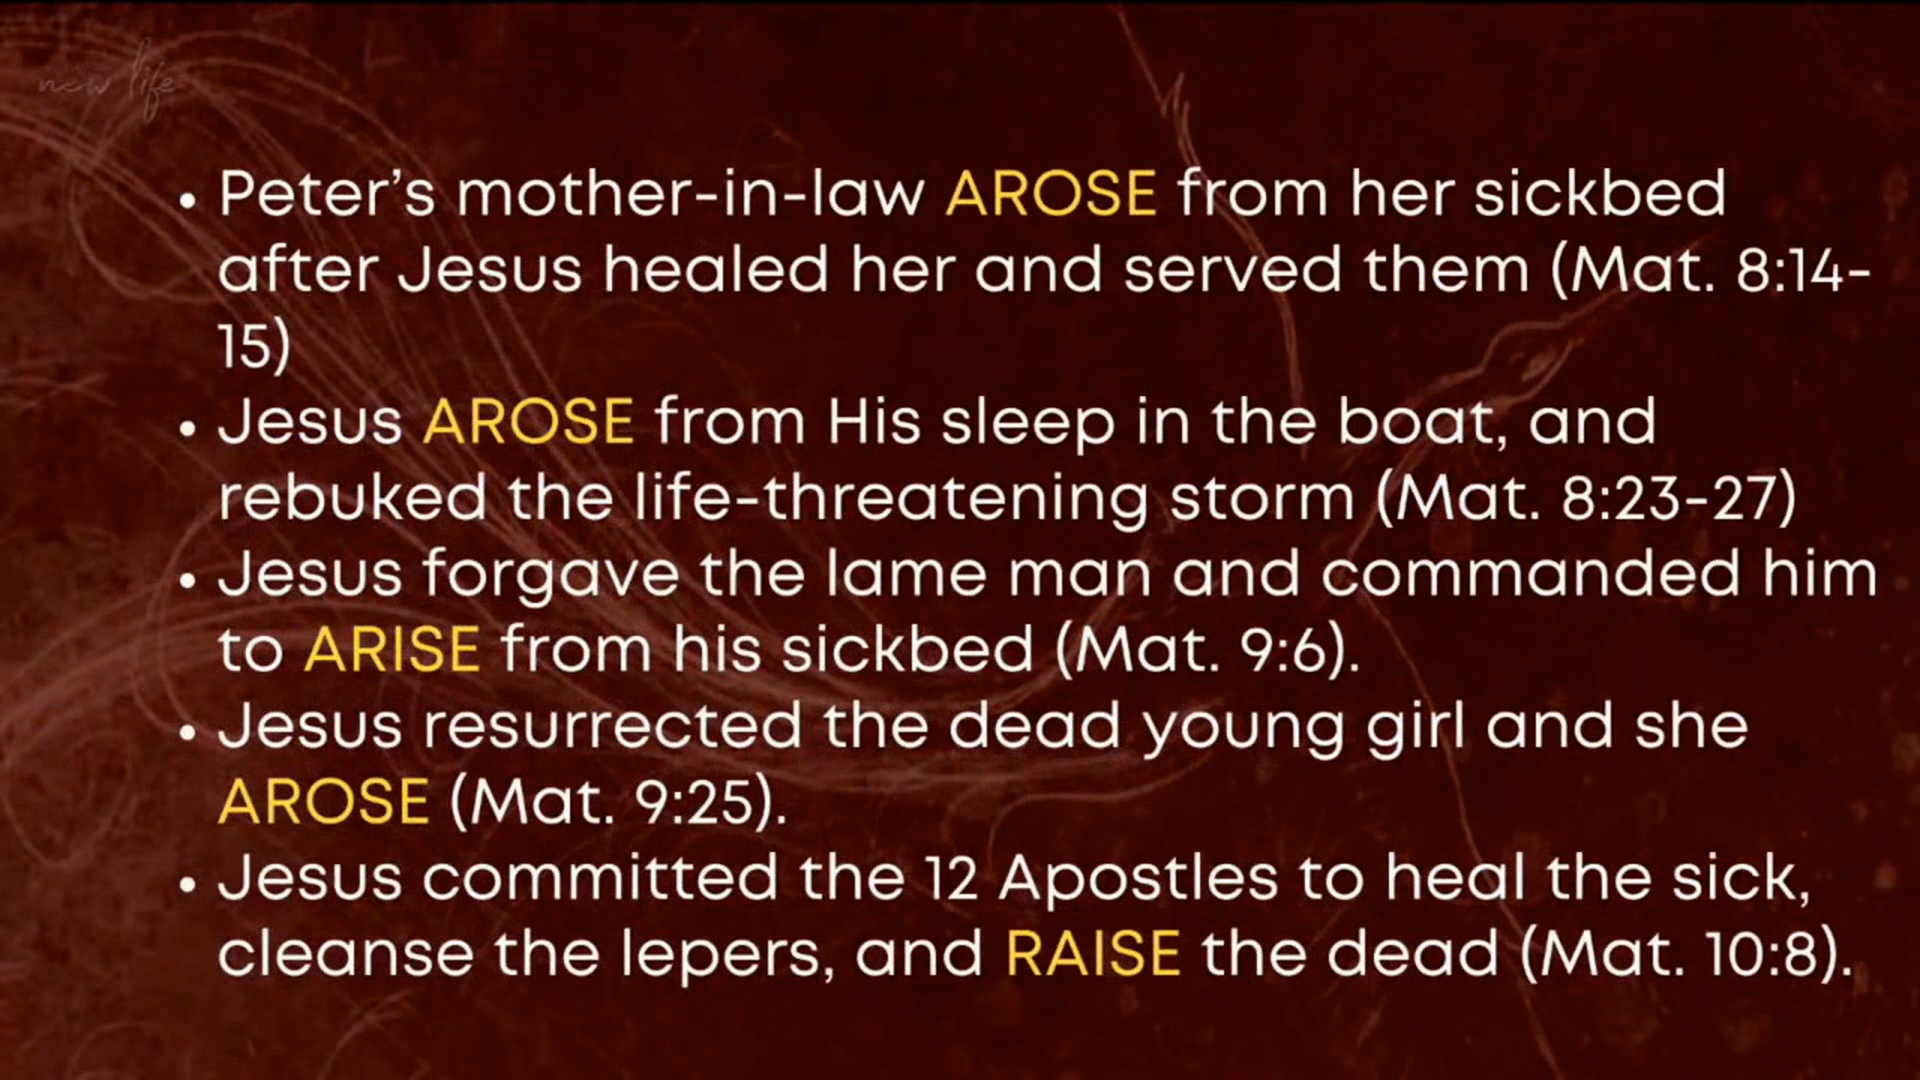 new life
• Peter’s mother-in-law AROSE from her sickbed
after Jesus healed her and served them (Mat. 8:14-
15)
• Jesus AROSE from His sleep in the boat, and
rebuked the life-threatening storm (Mat. 8:23-27)
• Jesus forgave the lame man and commanded him
to ARISE from his sickbed (Mat. 9:6).
• Jesus resurrected the dead young girl and she
AROSE (Mat. 9:25).
• Jesus committed the 12 Apostles to heal the sick,
cleanse the lepers, and RAISE the dead (Mat. 10:8).